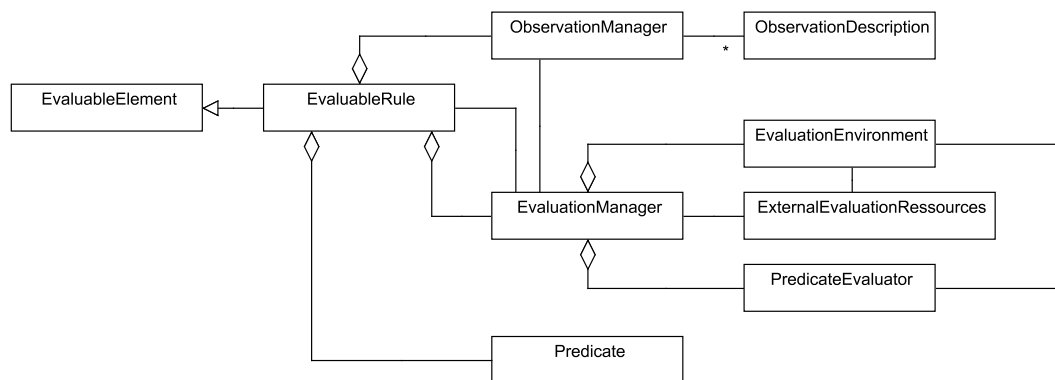 ObservationManager
ObservationDescription
*
EvaluableElement
EvaluableRule
EvaluationEnvironment
EvaluationManager
ExternalEvaluationRessources
PredicateEvaluator
Predicate